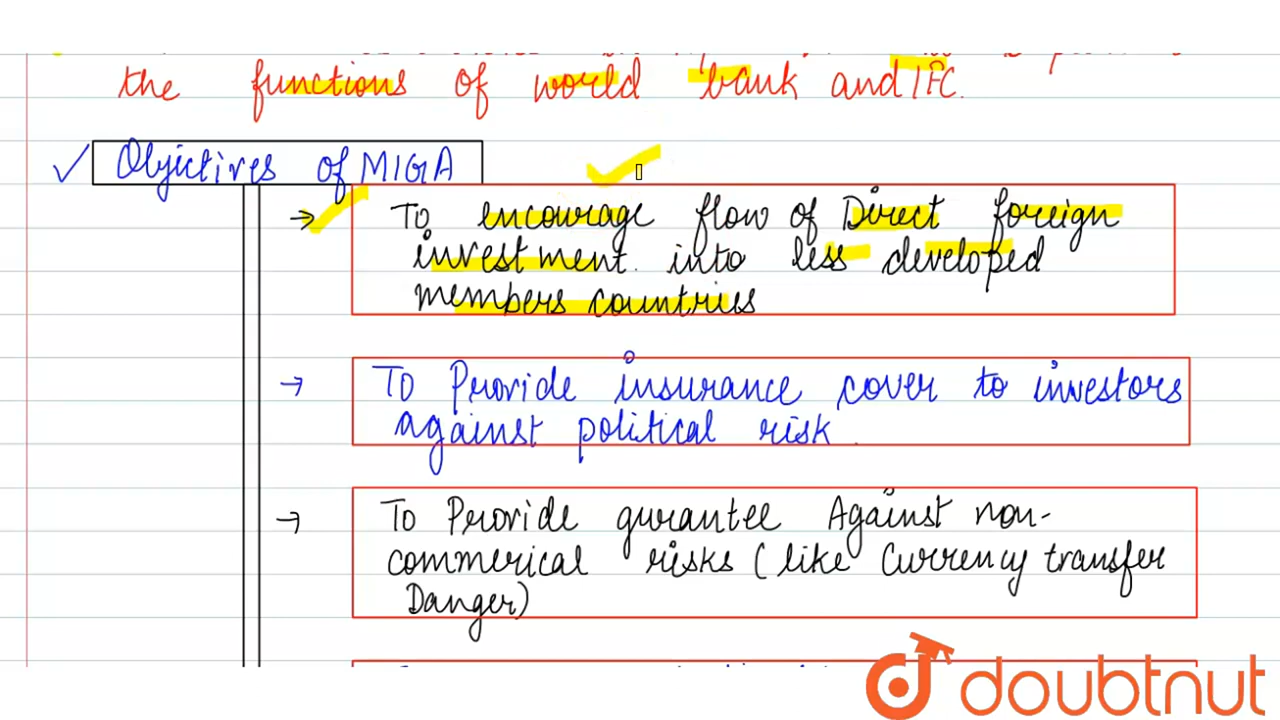 the functions of world bank and IFC.
Objictives of MIGA
To encourage flow of Direct foreign
investment. into less developed
members countries
To Provide insurance cover to investors
against political risk.
To Provide gurantee Against non-
commerical risks (like Currency transfer
Danger)
doubtnut